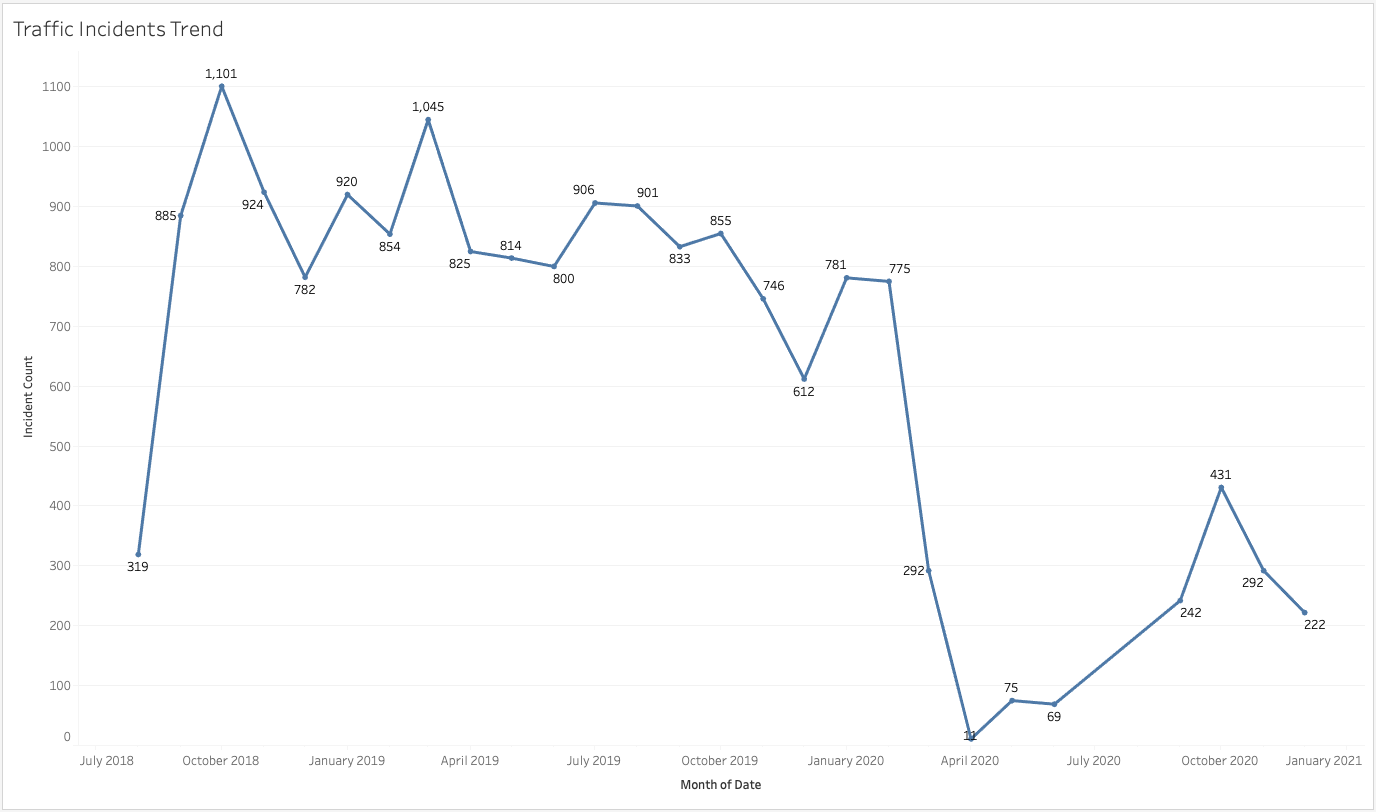 Traffic Incidents Trend
1,101
1100
1,045
1000
920
906
901
900
885
924
854
855
825
814
833
800
800
782
746
781
775
700
612
600
Incident Count
500
431
400
319
300
292
292
242
222
200
100
75
69
11
0
July 2018
October 2018
January 2019
April 2019
July 2019
October 2019
January 2020
April 2020
July 2020
October 2020
January 2021
Month of Date